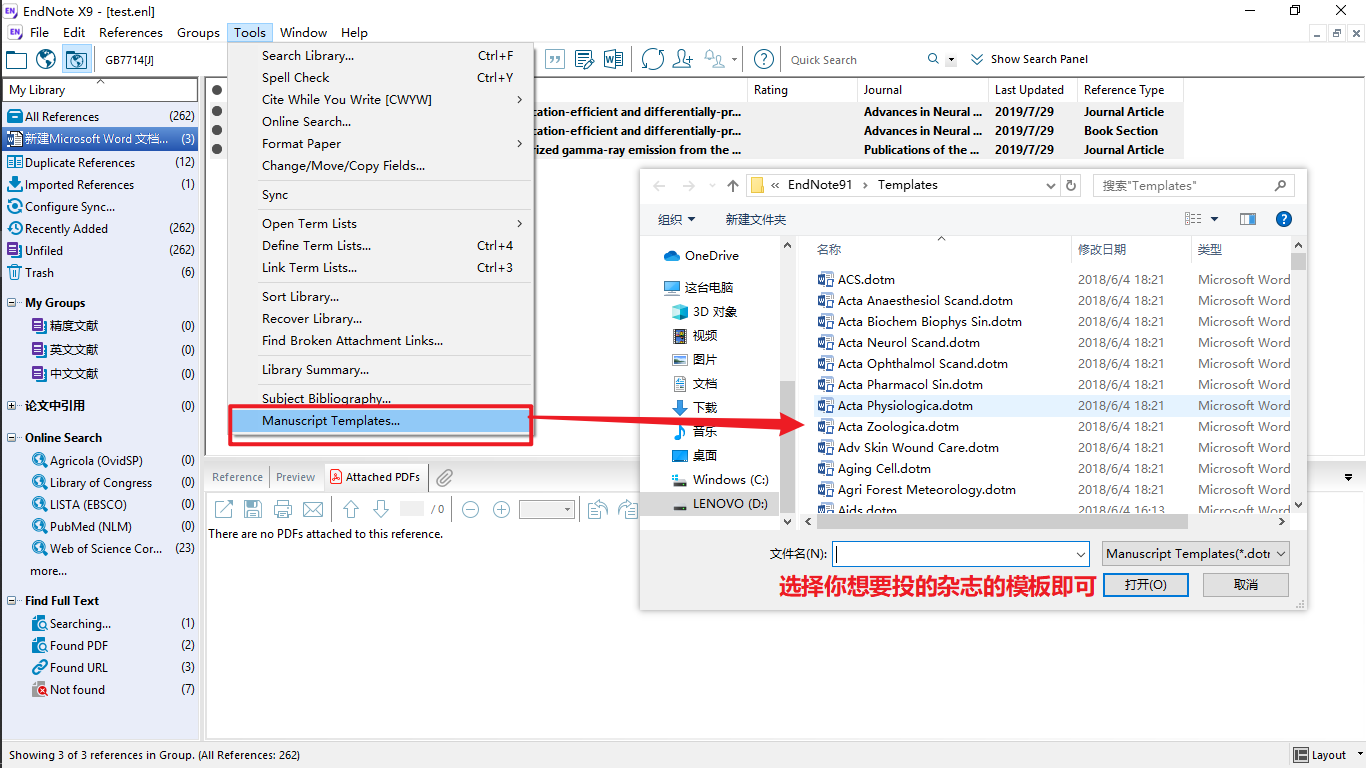 EndNote X9 - [test.enl]
File Edit References Groups Tools Window Help
GB7714[J]
Quick Search
Show Search Panel
My Library
All References (262)
新建Microsoft Word 文档... (3)
Duplicate References (12)
Imported References (1)
Configure Sync...
Recently Added (262)
Unfiled (262)
Trash (6)
My Groups
精度文献 (0)
英文文献 (0)
中文文献 (0)
论文中引用 (0)
Online Search
Agricola (OvidSP) (0)
Library of Congress (0)
LISTA (EBSCO) (0)
PubMed (NLM) (0)
Web of Science Cor... (23)
more...
Find Full Text
Searching... (1)
Found PDF (2)
Found URL (3)
Not found (7)
Search Library... Ctrl+F
Spell Check Ctrl+Y
Cite While You Write [CWYW]
Online Search...
Format Paper
Change/Move/Copy Fields...
Sync
Open Term Lists
Define Term Lists... Ctrl+4
Link Term Lists... Ctrl+3
Sort Library...
Recover Library...
Find Broken Attachment Links...
Library Summary...
Subject Bibliography...
Manuscript Templates...
Rating Journal Last Updated Reference Type
cation-efficient and differentially-pr... Advances in Neural ... 2019/7/29 Journal Article
cation-efficient and differentially-pr... Advances in Neural ... 2019/7/29 Book Section
rized gamma-ray emission from the ... Publications of the ... 2019/7/29 Journal Article
« EndNote91 › Templates
搜索"Templates"
组织 新建文件夹
OneDrive
这台电脑
3D 对象
视频
图片
文档
下载
音乐
桌面
Windows (C:)
LENOVO (D:)
名称 修改日期 类型
ACS.dotm 2018/6/4 18:21 Microsoft Word
Acta Anaesthesiol Scand.dotm 2018/6/4 18:21 Microsoft Word
Acta Biochem Biophys Sin.dotm 2018/6/4 18:21 Microsoft Word
Acta Neurol Scand.dotm 2018/6/4 18:21 Microsoft Word
Acta Ophthalmol Scand.dotm 2018/6/4 18:21 Microsoft Word
Acta Pharmacol Sin.dotm 2018/6/4 18:21 Microsoft Word
Acta Physiologica.dotm 2018/6/4 18:21 Microsoft Word
Acta Zoologica.dotm 2018/6/4 18:21 Microsoft Word
Adv Skin Wound Care.dotm 2018/6/4 18:21 Microsoft Word
Aging Cell.dotm 2018/6/4 18:21 Microsoft Word
Agri Forest Meteorology.dotm 2018/6/4 18:21 Microsoft Word
Aids.dotm 2018/6/4 16:13 Microsoft Word
文件名(N):
Manuscript Templates(*.dotr
选择你想要投的杂志的模板即可
打开(O) 取消
Reference Preview Attached PDFs
/ 0
There are no PDFs attached to this reference.
Showing 3 of 3 references in Group. (All References: 262)
Layout